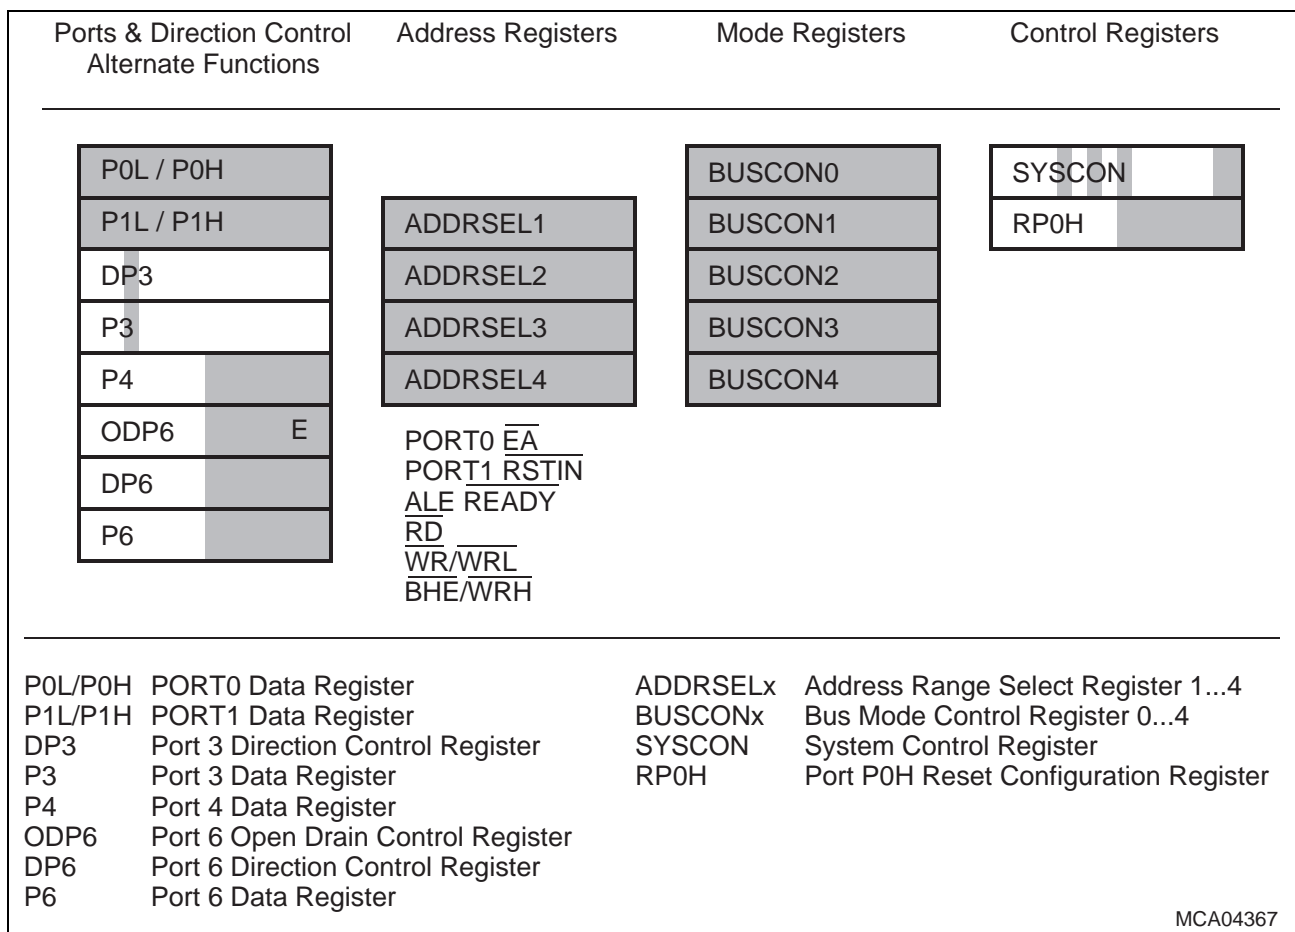 Ports & Direction Control
Alternate Functions
Address Registers
Mode Registers
Control Registers
P0L / P0H
P1L / P1H
DP3
P3
P4
ODP6 E
DP6
P6
ADDRSEL1
ADDRSEL2
ADDRSEL3
ADDRSEL4
PORT0 EA
PORT1 RSTIN
ALE READY
RD
WR/WRL
BHE/WRH
BUSCON0
BUSCON1
BUSCON2
BUSCON3
BUSCON4
SYSCON
RP0H
P0L/P0H PORT0 Data Register
P1L/P1H PORT1 Data Register
DP3 Port 3 Direction Control Register
P3 Port 3 Data Register
P4 Port 4 Data Register
ODP6 Port 6 Open Drain Control Register
DP6 Port 6 Direction Control Register
P6 Port 6 Data Register
ADDRSELx Address Range Select Register 1...4
BUSCONx Bus Mode Control Register 0...4
SYSCON System Control Register
RP0H Port P0H Reset Configuration Register
MCA04367